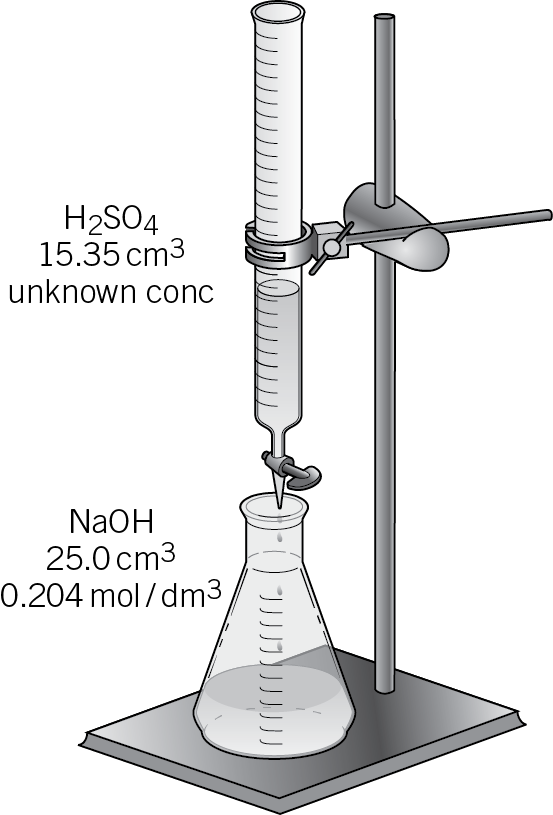 H₂SO₄
15.35 cm³
unknown conc
NaOH
25.0 cm³
0.204 mol/dm³